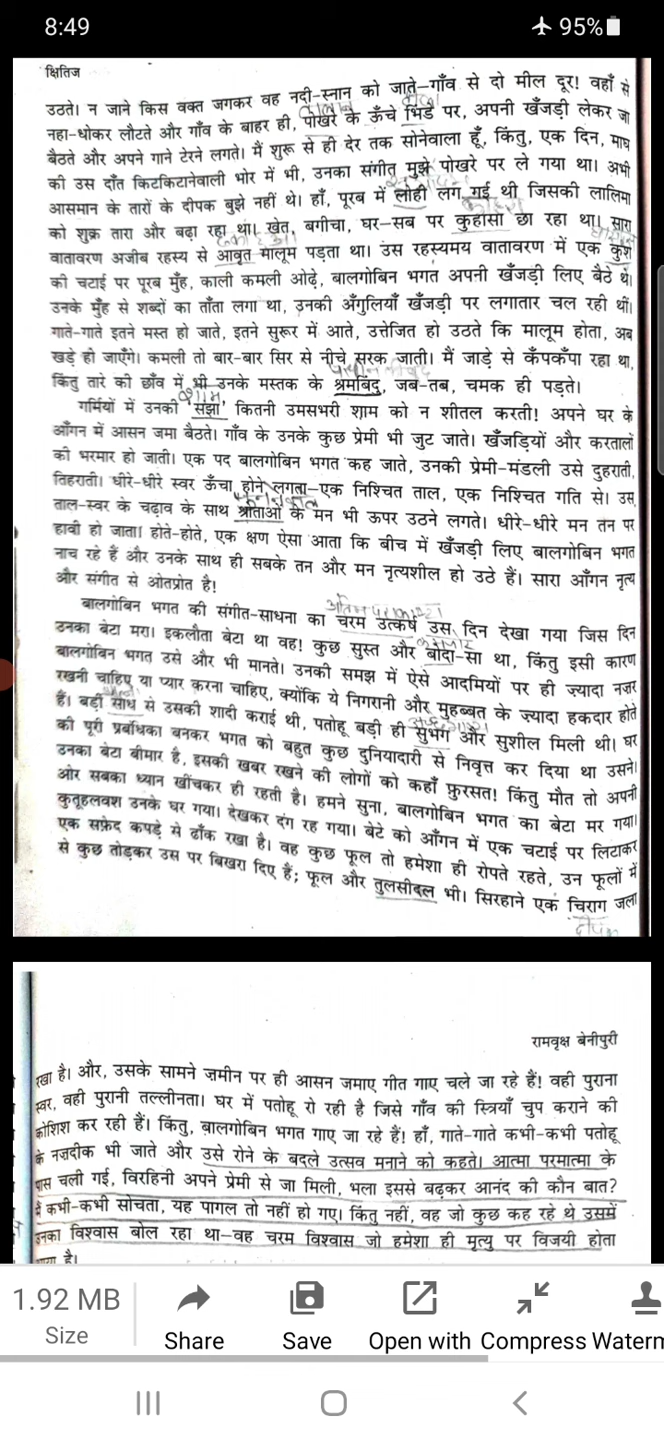 8:49
95%
क्षितिज
उठते। न जाने किस वक्त जगकर वह नदी-स्नान को जाते-गाँव से दो मील दूर! वहाँ से
नहा-धोकर लौटते और गाँव के बाहर ही, पोखरे के ऊँचे भिंडे पर, अपनी खँजड़ी लेकर जा
बैठते और अपने गाने टेरने लगते। मैं शुरू से ही देर तक सोनेवाला हूँ, किंतु, एक दिन, माघ
की उस दाँत किटकिटानेवाली भोर में भी, उनका संगीत मुझे पोखरे पर ले गया था। अभी
आसमान के तारों के दीपक बुझे नहीं थे। हाँ, पूरब में लोही लग गई थी जिसकी लालिमा
को शुक्र तारा और बढ़ा रहा था। खेत, बगीचा, घर-सब पर कुहासा छा रहा था। सारा
वातावरण अजीब रहस्य से आवृत मालूम पड़ता था। उस रहस्यमय वातावरण में एक कुश
की चटाई पर पूरब मुँह, काली कमली ओढ़े, बालगोबिन भगत अपनी खँजड़ी लिए बैठे थे।
उनके मुँह से शब्दों का ताँता लगा था, उनकी अँगुलियाँ खँजड़ी पर लगातार चल रही थीं।
गाते-गाते इतने मस्त हो जाते, इतने सुरूर में आते, उत्तेजित हो उठते कि मालूम होता, अब
खड़े हो जाएँगे। कमली तो बार-बार सिर से नीचे सरक जाती। मैं जाड़े से कँपकँपा रहा था,
किंतु तारे की छाँव में भी उनके मस्तक के श्रमबिंदु, जब-तब, चमक ही पड़ते।
शाम
गर्मियों में उनकी 'संझा' कितनी उमसभरी शाम को न शीतल करती! अपने घर के
आँगन में आसन जमा बैठते। गाँव के उनके कुछ प्रेमी भी जुट जाते। खँजड़ियों और करतालों
की भरमार हो जाती। एक पद बालगोबिन भगत कह जाते, उनकी प्रेमी-मंडली उसे दुहराती,
तिहराती। धीरे-धीरे स्वर ऊँचा होने लगता-एक निश्चित ताल, एक निश्चित गति से। उस
ताल-स्वर के चढ़ाव के साथ श्रोताओं के मन भी ऊपर उठने लगते। धीरे-धीरे मन तन पर
हावी हो जाता। होते-होते, एक क्षण ऐसा आता कि बीच में खँजड़ी लिए बालगोबिन भगत
नाच रहे हैं और उनके साथ ही सबके तन और मन नृत्यशील हो उठे हैं। सारा आँगन नृत्य
और संगीत से ओतप्रोत है!
बालगोबिन भगत की संगीत-साधना का चरम उत्कर्ष उस दिन देखा गया जिस दिन
उनका बेटा मरा। इकलौता बेटा था वह! कुछ सुस्त और बोदा-सा था, किंतु इसी कारण
बालगोबिन भगत उसे और भी मानते। उनकी समझ में ऐसे आदमियों पर ही ज्यादा नज़र
रखनी चाहिए या प्यार करना चाहिए, क्योंकि ये निगरानी और मुहब्बत के ज़्यादा हकदार होते
हैं। बड़ी साध से उसकी शादी कराई थी, पतोहू बड़ी ही सुभग और सुशील मिली थी। घर
की पूरी प्रबंधिका बनकर भगत को बहुत कुछ दुनियादारी से निवृत्त कर दिया था उसने।
उनका बेटा बीमार है, इसकी खबर रखने की लोगों को कहाँ फ़ुरसत! किंतु मौत तो अपनी
ओर सबका ध्यान खींचकर ही रहती है। हमने सुना, बालगोबिन भगत का बेटा मर गया।
कुतूहलवश उनके घर गया। देखकर दंग रह गया। बेटे को आँगन में एक चटाई पर लिटाकर
एक सफ़ेद कपड़े से ढाँक रखा है। वह कुछ फूल तो हमेशा ही रोपते रहते, उन फूलों में
से कुछ तोड़कर उस पर बिखरा दिए हैं; फूल और तुलसीदल भी। सिरहाने एक चिराग जला
रामवृक्ष बेनीपुरी
रखा है। और, उसके सामने ज़मीन पर ही आसन जमाए गीत गाए चले जा रहे हैं! वही पुराना
स्वर, वही पुरानी तल्लीनता। घर में पतोहू रो रही है जिसे गाँव की स्त्रियाँ चुप कराने की
कोशिश कर रही हैं। किंतु, बालगोबिन भगत गाए जा रहे हैं! हाँ, गाते-गाते कभी-कभी पतोहू
के नज़दीक भी जाते और उसे रोने के बदले उत्सव मनाने को कहते। आत्मा परमात्मा के
पास चली गई, विरहिनी अपने प्रेमी से जा मिली, भला इससे बढ़कर आनंद की कौन बात?
मैं कभी-कभी सोचता, यह पागल तो नहीं हो गए। किंतु नहीं, वह जो कुछ कह रहे थे उसमें
उनका विश्वास बोल रहा था-वह चरम विश्वास जो हमेशा ही मृत्यु पर विजयी होता
1.92 MB
Size
Share
Save
Open with
Compress
Waterm